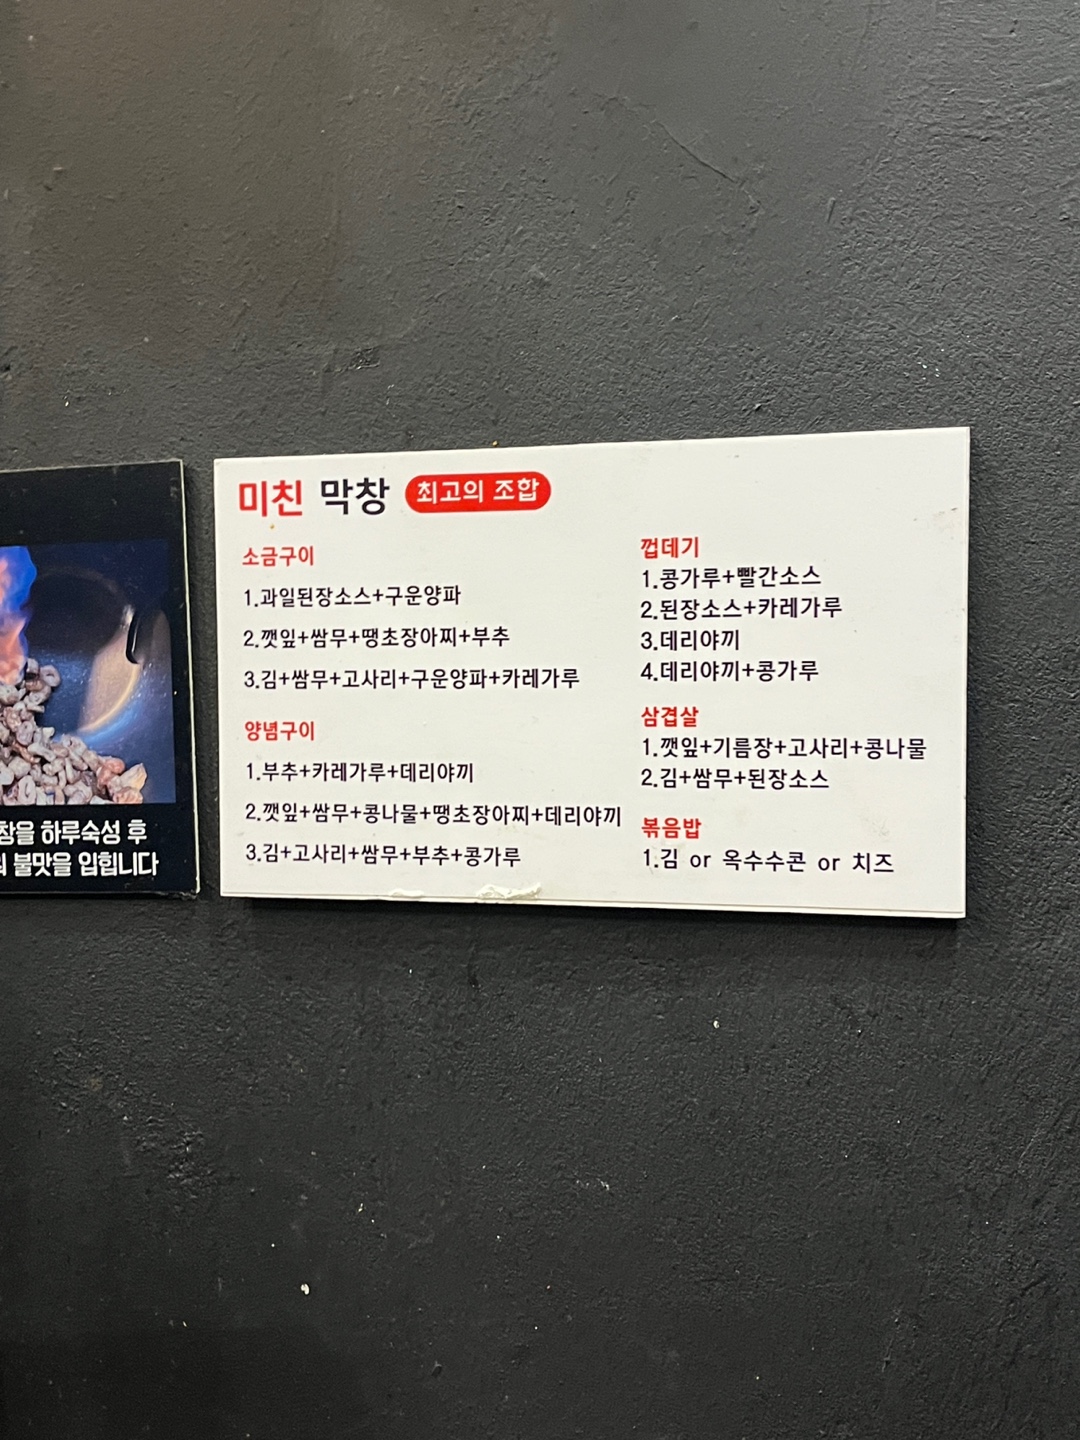 미친 막창 최고의 조합
소금구이
1.과일된장소스+구운양파
2.깻잎+쌈무+땡초장아찌+부추
3.김+쌈무+고사리+구운양파+카레가루
양념구이
1.부추+카레가루+데리야끼
2.깻잎+쌈무+콩나물+땡초장아찌+데리야끼
3.김+고사리+쌈무+부추+콩가루
껍데기
1.콩가루+빨간소스
2.된장소스+카레가루
3.데리야끼
4.데리야끼+콩가루
삼겹살
1.깻잎+기름장+고사리+콩나물
2.김+쌈무+된장소스
볶음밥
1.김 or 옥수수콘 or 치즈
창을 하루숙성 후
불맛을 입힙니다